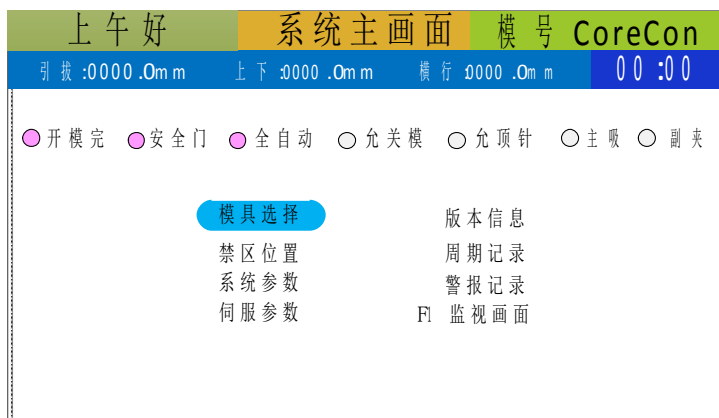 上午好 系统主画面 模号 CoreCon
引拔:0000.0mm 上下:0000.0mm 横行:0000.0mm 00:00
开模完 安全门 全自动 允关模 允顶针 主吸 副夹
模具选择 版本信息
禁区位置 周期记录
系统参数 警报记录
伺服参数 F1 监视画面